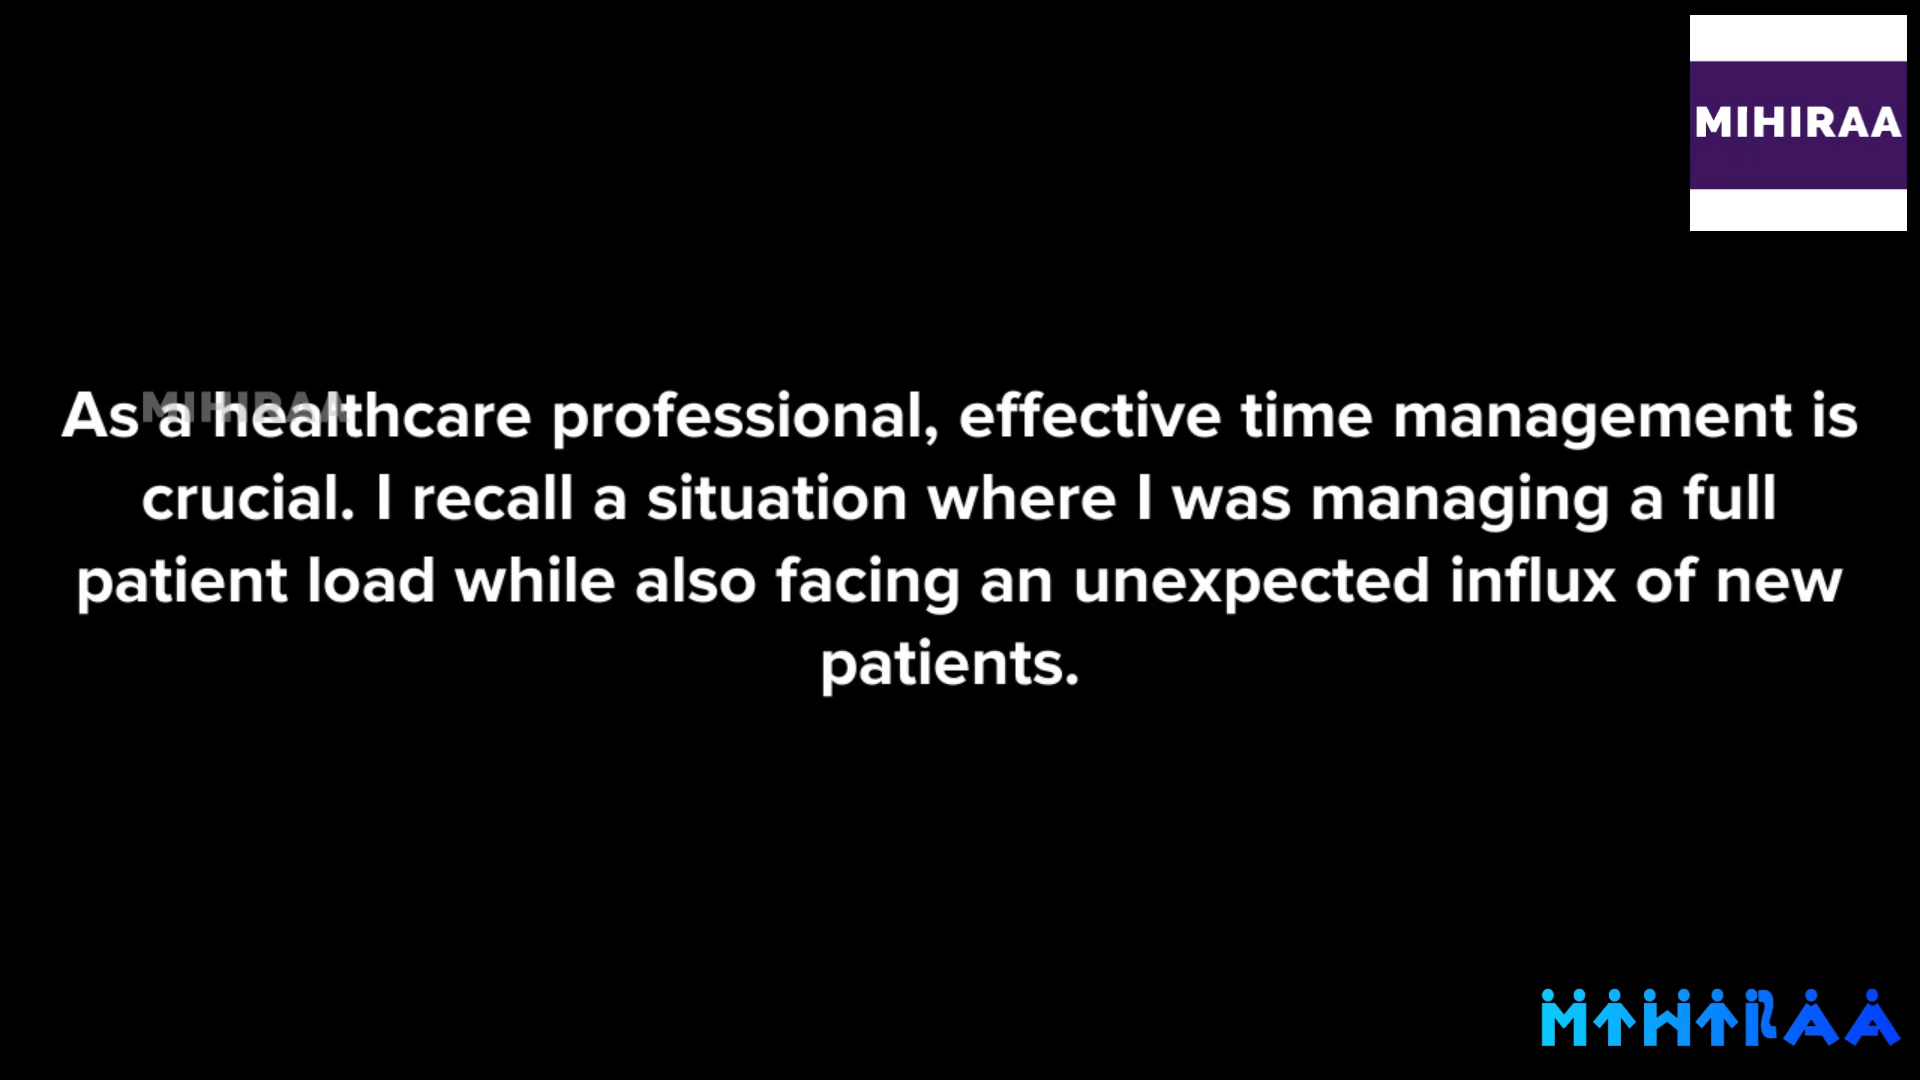 MIHIRAA
MIHIRAA
As a healthcare professional, effective time management is
crucial. I recall a situation where I was managing a full
patient load while also facing an unexpected influx of new
patients.
MIHIRAA